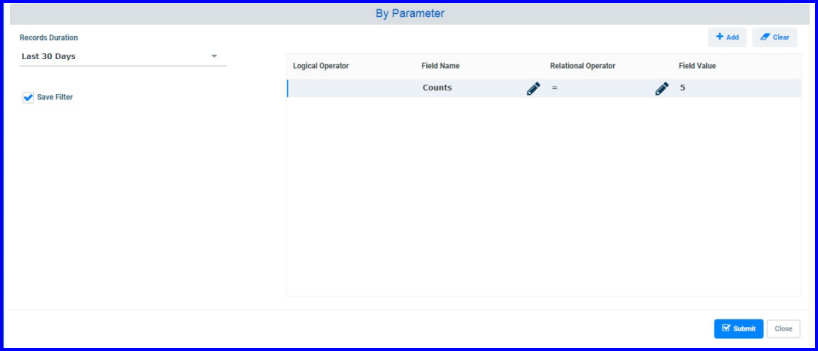 By Parameter
Records Duration
Add Clear
Last 30 Days
Logical Operator Field Name Relational Operator Field Value
Counts = 5
Save Filter
Submit Close